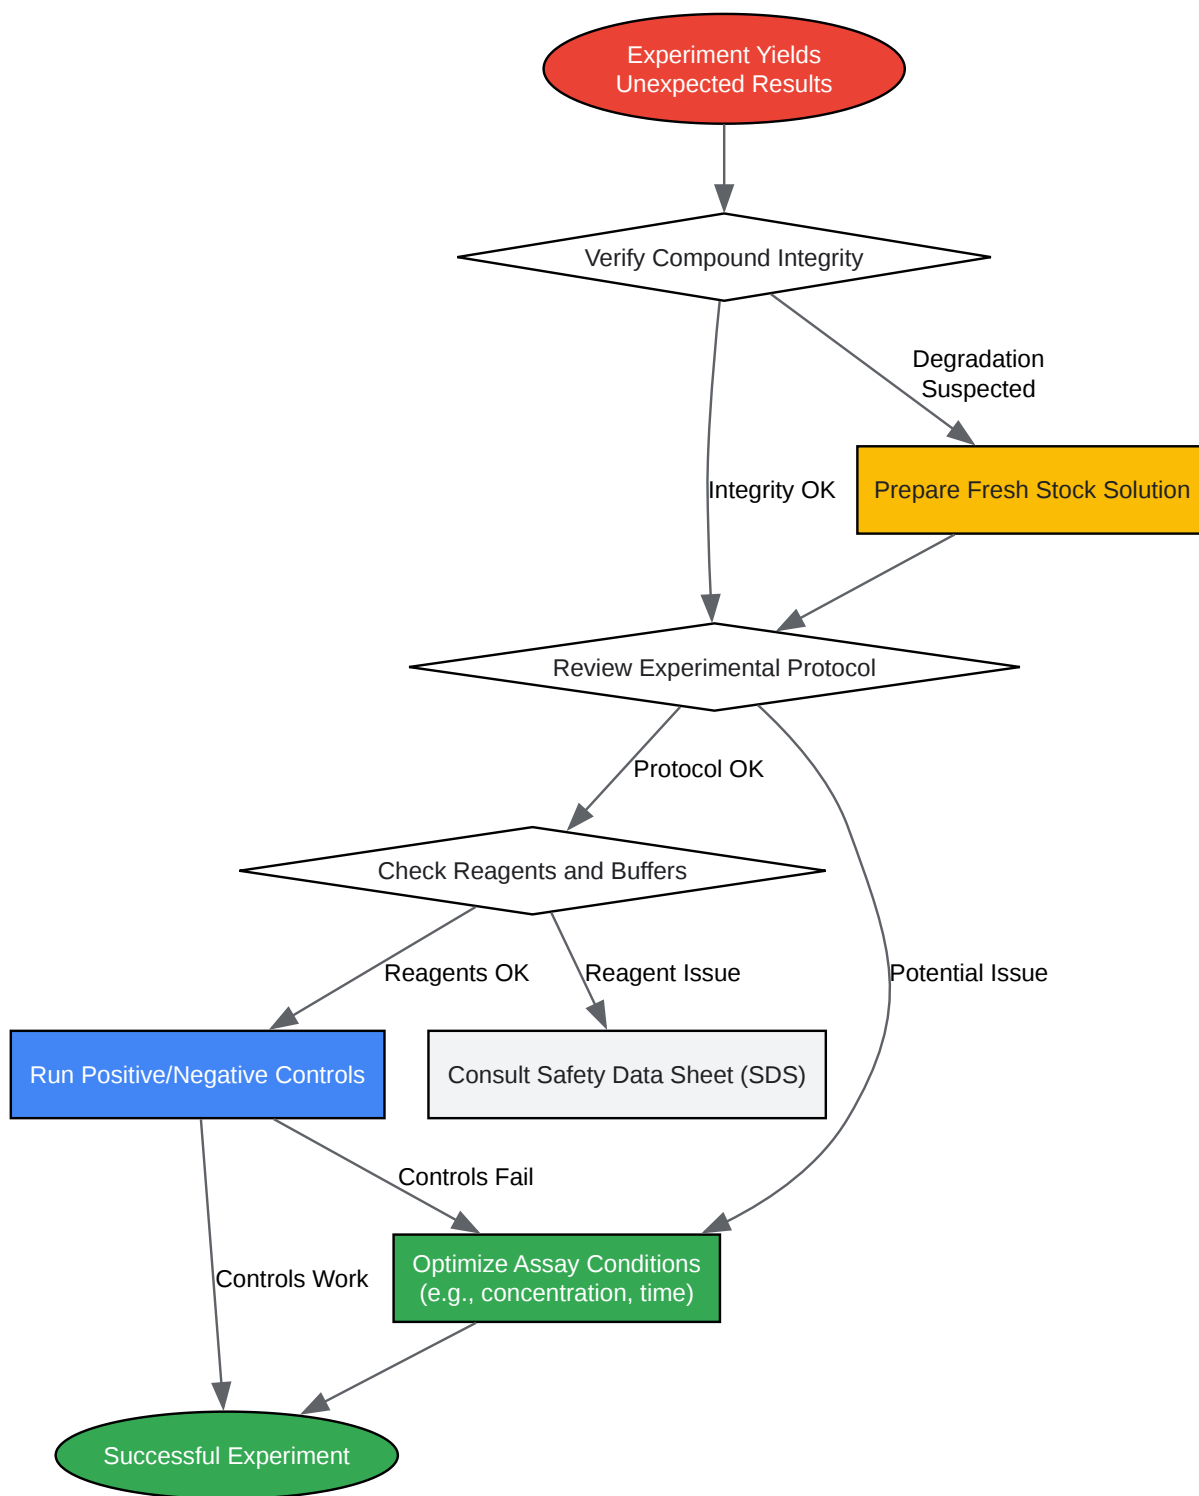 Experiment Yields
Unexpected Results
Verify Compound Integrity
Degradation
Suspected
Integrity OK
Prepare Fresh Stock Solution
Review Experimental Protocol
Protocol OK
Check Reagents and Buffers
Reagents OK
Reagent Issue
Potential Issue
Run Positive/Negative Controls
Consult Safety Data Sheet (SDS)
Controls Fail
Optimize Assay Conditions
(e.g., concentration, time)
Controls Work
Successful Experiment